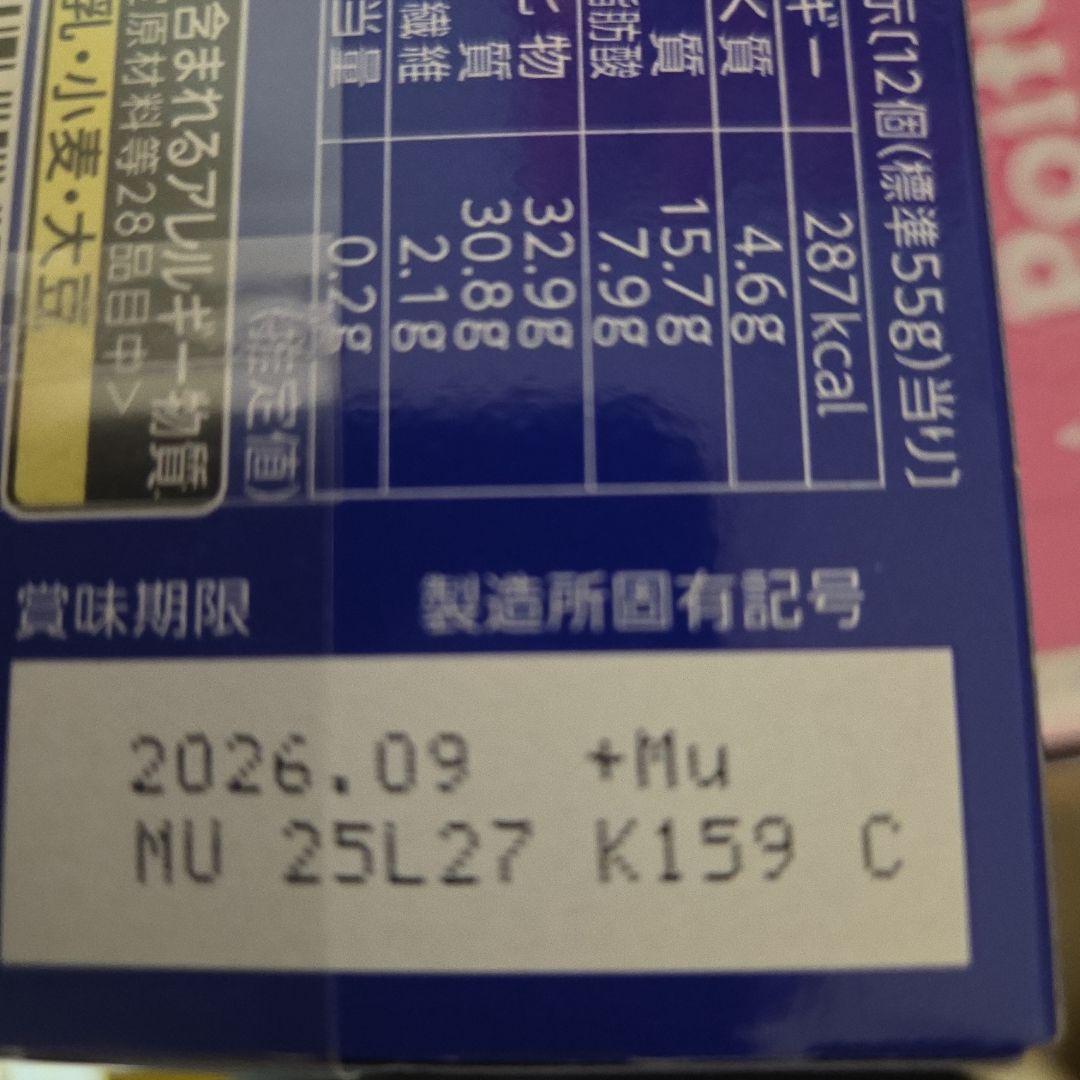 示〔12個(標準55g)当り〕
ギー 287kcal
質 4.6g
質 15.7g
脂肪酸 7.9g
物 32.9g
質 30.8g
繊維 2.1g
当量 0.2g
(推定値)
含まれるアレルギー物質
原材料等28品目中>
乳・小麦・大豆
賞味期限 製造所固有記号
2026.09 +Mu
MU 25L27 K159 C